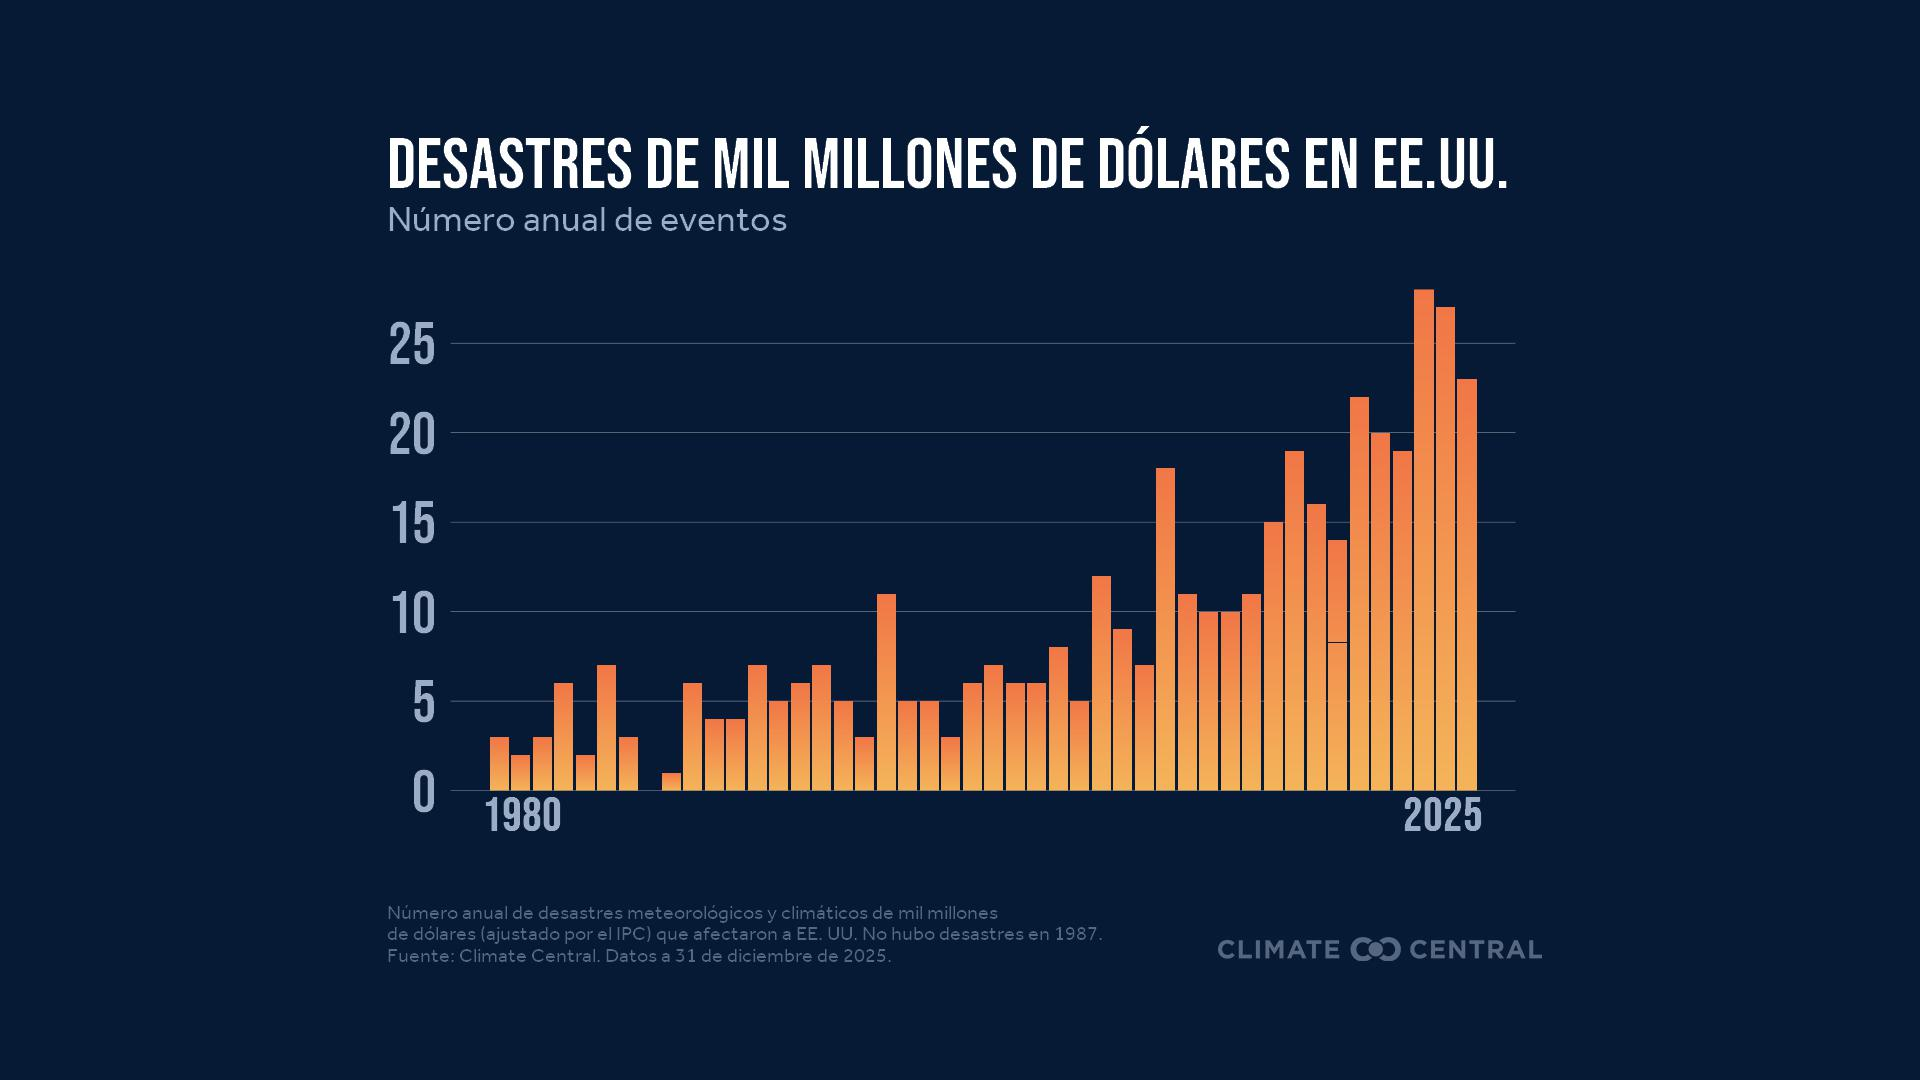 DESASTRES DE MIL MILLONES DE DÓLARES EN EE.UU.
Número anual de eventos
25
20
15
10
5
0
1980
2025
Número anual de desastres meteorológicos y climáticos de mil millones
de dólares (ajustado por el IPC) que afectaron a EE. UU. No hubo desastres en 1987.
Fuente: Climate Central. Datos a 31 de diciembre de 2025.
CLIMATE CENTRAL